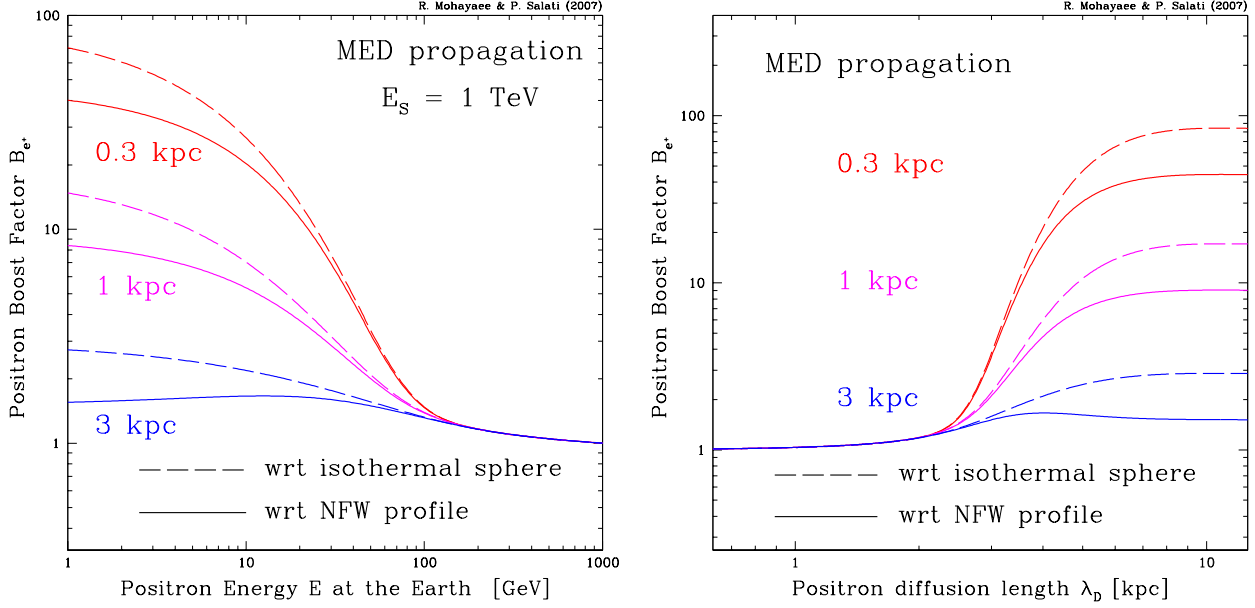 R. Mohayaee & P. Salati (2007)
100
10
1
Positron Boost Factor B_e⁺
MED propagation
E_S = 1 TeV
0.3 kpc
1 kpc
3 kpc
wrt isothermal sphere
wrt NFW profile
1
10
100
1000
Positron Energy E at the Earth [GeV]
R. Mohayaee & P. Salati (2007)
100
10
1
Positron Boost Factor B_e⁺
MED propagation
0.3 kpc
1 kpc
3 kpc
wrt isothermal sphere
wrt NFW profile
1
10
Positron diffusion length λ_D [kpc]